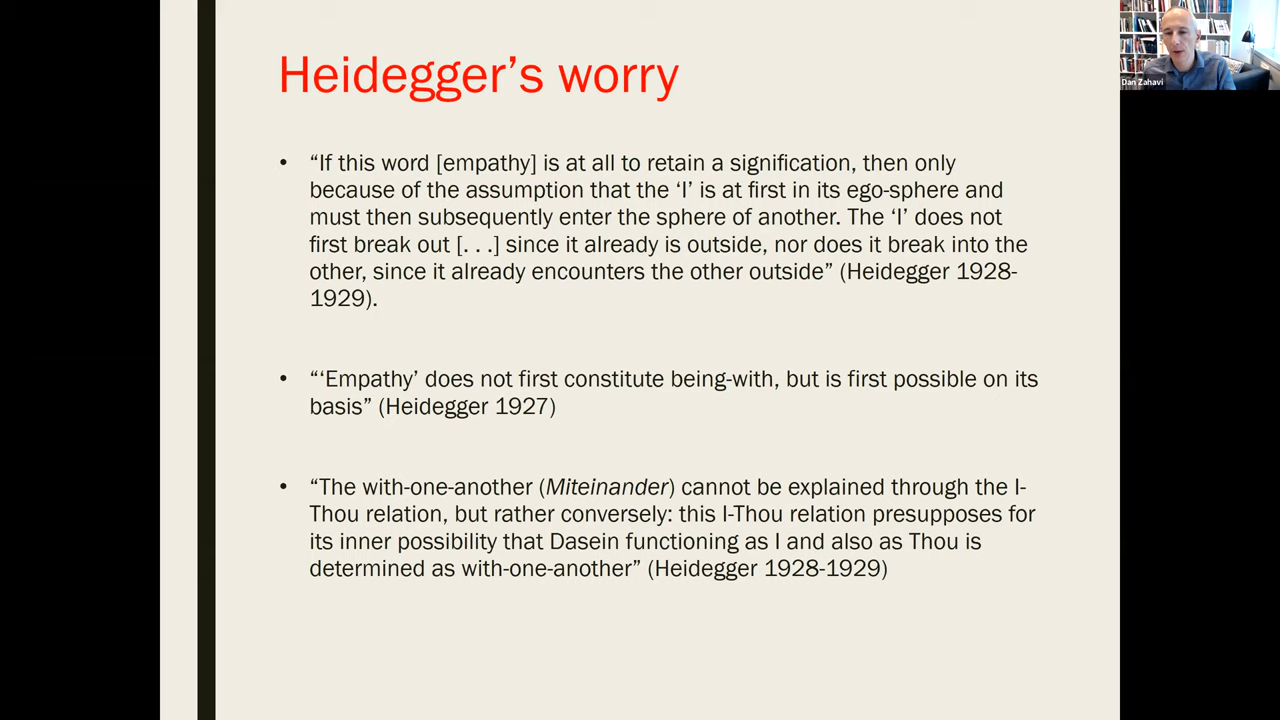 Heidegger’s worry
• “If this word [empathy] is at all to retain a signification, then only
because of the assumption that the ‘I’ is at first in its ego-sphere and
must then subsequently enter the sphere of another. The ‘I’ does not
first break out [. . .] since it already is outside, nor does it break into the
other, since it already encounters the other outside” (Heidegger 1928-
1929).
• “‘Empathy’ does not first constitute being-with, but is first possible on its
basis” (Heidegger 1927)
• “The with-one-another (Miteinander) cannot be explained through the I-
Thou relation, but rather conversely: this I-Thou relation presupposes for
its inner possibility that Dasein functioning as I and also as Thou is
determined as with-one-another” (Heidegger 1928-1929)
Dan Zahavi